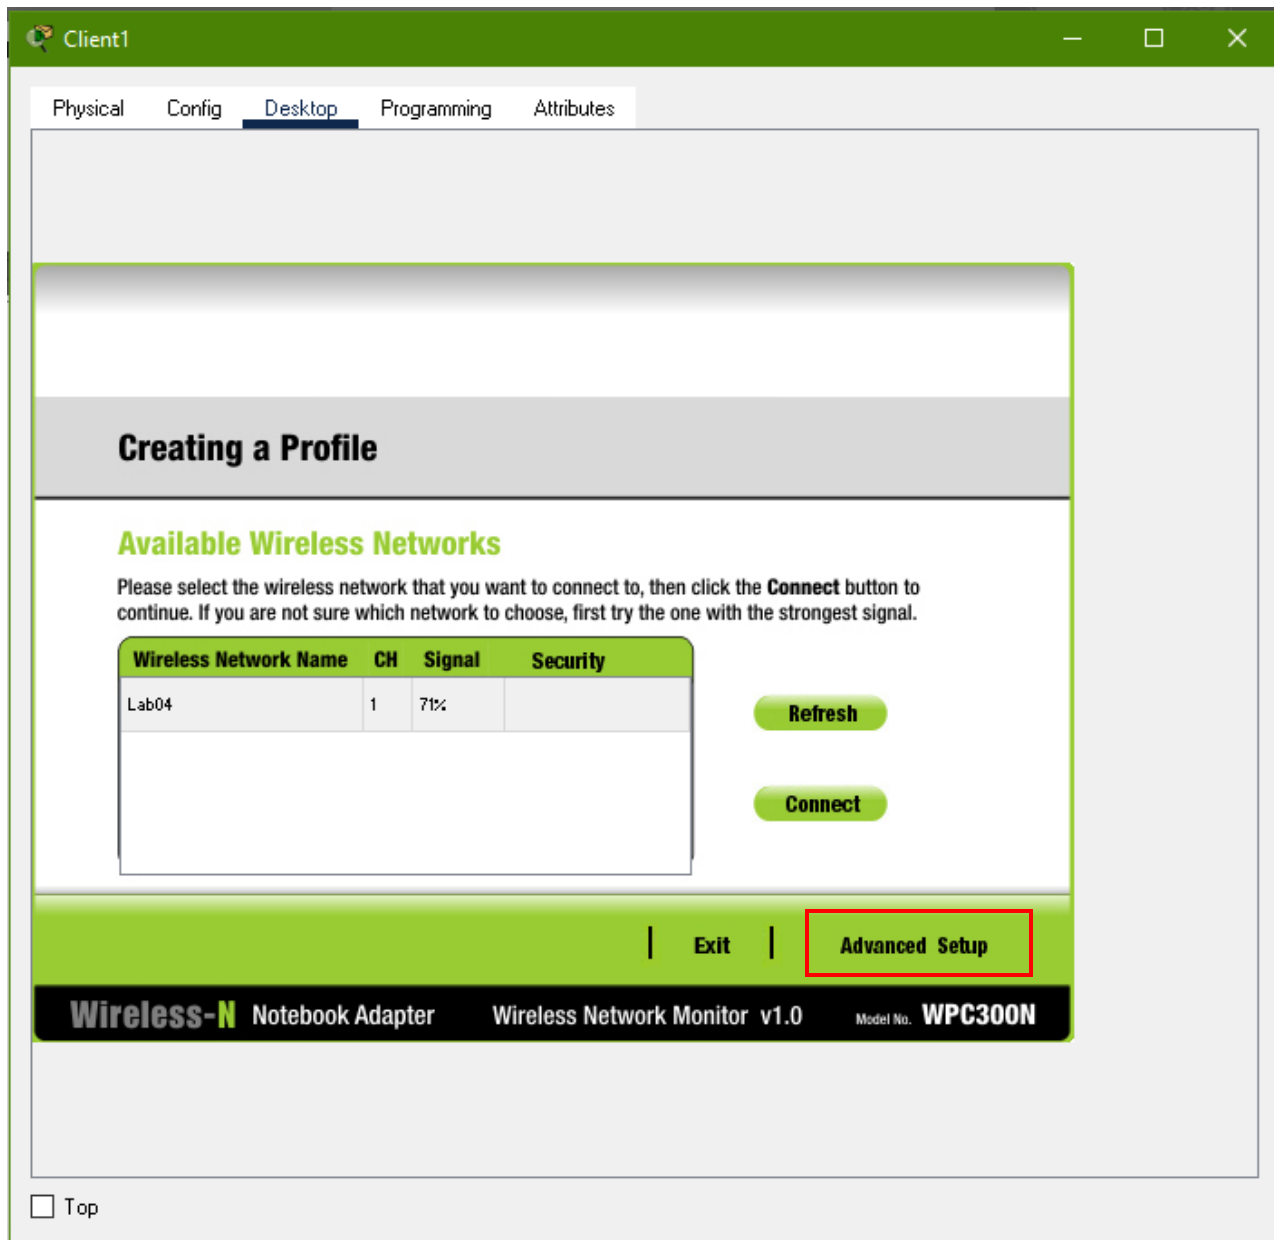 Client1
Physical Config Desktop Programming Attributes
Creating a Profile
Available Wireless Networks
Please select the wireless network that you want to connect to, then click the Connect button to
continue. If you are not sure which network to choose, first try the one with the strongest signal.
Wireless Network Name CH Signal Security
Lab04 1 71%
Refresh
Connect
Exit Advanced Setup
Wireless-N Notebook Adapter Wireless Network Monitor v1.0 Model No. WPC300N
Top